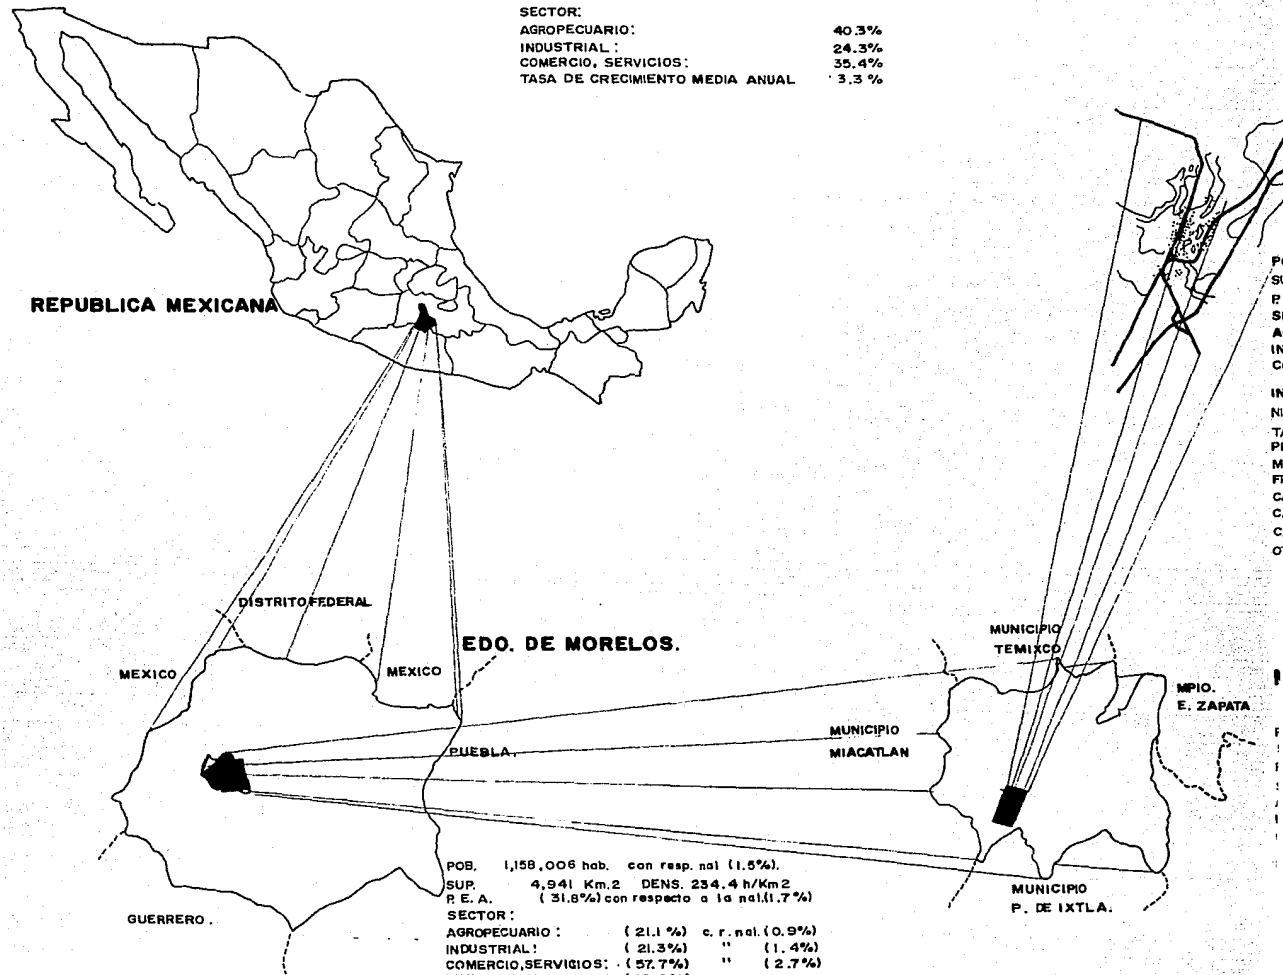 SECTOR:
AGROPECUARIO: 40.3%
INDUSTRIAL: 24.3%
COMERCIO, SERVICIOS: 35.4%
TASA DE CRECIMIENTO MEDIA ANUAL 3.3 %
REPUBLICA MEXICANA
DISTRITO FEDERAL
MEXICO
MEXICO
EDO. DE MORELOS.
PUEBLA.
GUERRERO.
MUNICIPIO
TEMIXCO
MPIO.
E. ZAPATA
MUNICIPIO
MIACATLAN
MUNICIPIO
P. DE IXTLA.
POB. 1,158,006 hab. con resp. nal (1.5%).
SUP. 4,941 Km.2 DENS. 234.4 h/Km2
P. E. A. (31.8%) con respecto a la nal.(1.7%)
SECTOR:
AGROPECUARIO: (21.1 %) c. r. nal. (0.9%)
INDUSTRIAL: (21.3%) " (1.4%)
COMERCIO, SERVICIOS: (57.7%) " (2.7%)